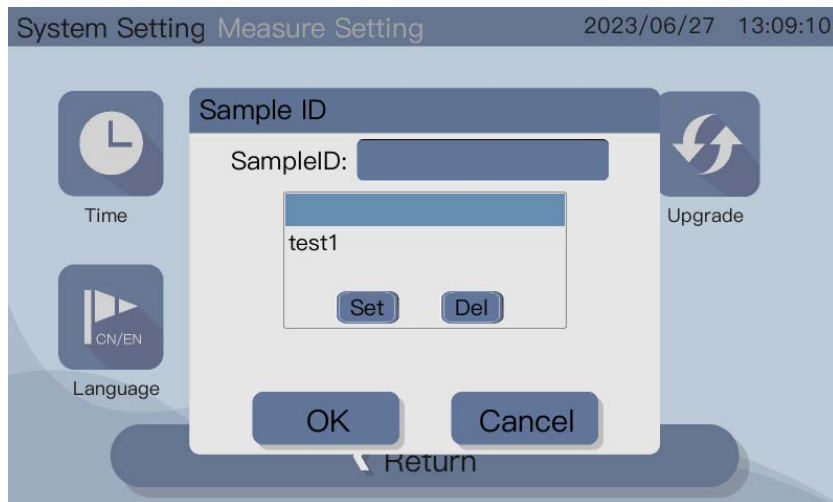 System Setting Measure Setting 2023/06/27 13:09:10
Sample ID
SampleID:
test1
Set Del
OK Cancel
Time
Upgrade
CN/EN
Language
Return